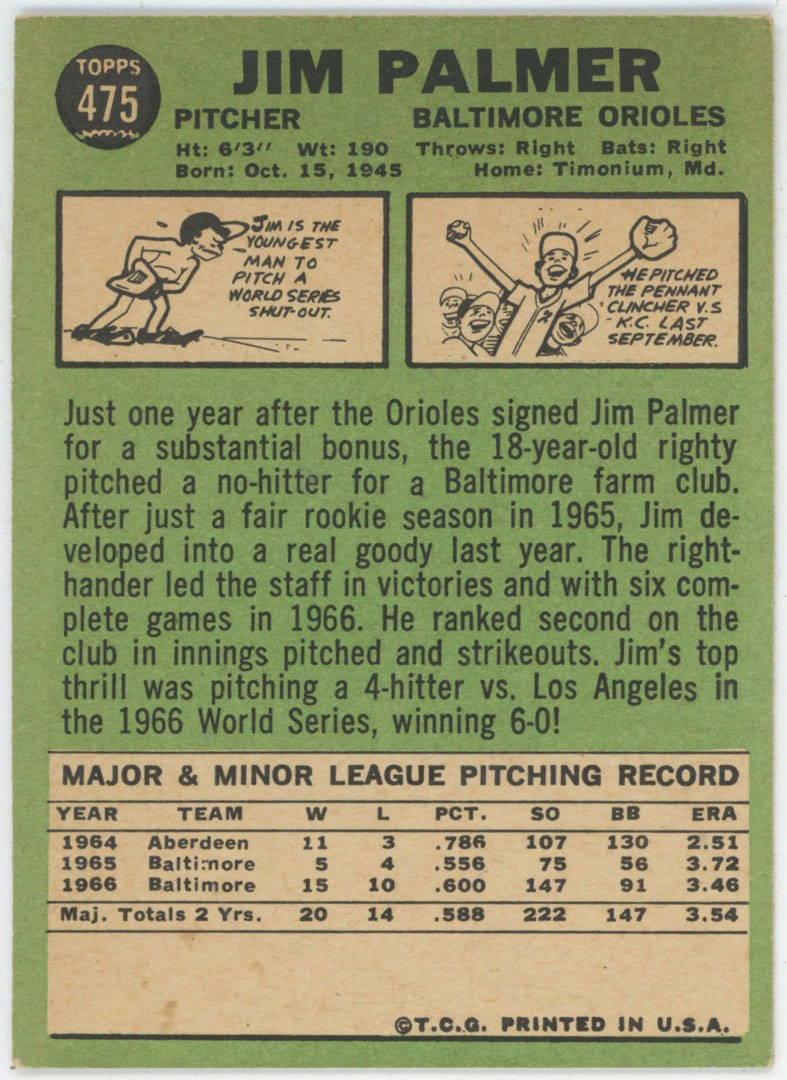 TOPPS
475
JIM PALMER
PITCHER BALTIMORE ORIOLES
Ht: 6'3" Wt: 190 Throws: Right Bats: Right
Born: Oct. 15, 1945 Home: Timonium, Md.
JIM IS THE
YOUNGEST
MAN TO
PITCH A
WORLD SERIES
SHUT-OUT.
HE PITCHED
THE PENNANT
CLINCHER V.S
K.C. LAST
SEPTEMBER.
Just one year after the Orioles signed Jim Palmer
for a substantial bonus, the 18-year-old righty
pitched a no-hitter for a Baltimore farm club.
After just a fair rookie season in 1965, Jim de-
veloped into a real goody last year. The right-
hander led the staff in victories and with six com-
plete games in 1966. He ranked second on the
club in innings pitched and strikeouts. Jim's top
thrill was pitching a 4-hitter vs. Los Angeles in
the 1966 World Series, winning 6-0!
MAJOR & MINOR LEAGUE PITCHING RECORD
YEAR TEAM W L PCT. SO BB ERA
1964 Aberdeen 11 3 .786 107 130 2.51
1965 Baltimore 5 4 .556 75 56 3.72
1966 Baltimore 15 10 .600 147 91 3.46
Maj. Totals 2 Yrs. 20 14 .588 222 147 3.54
©T.C.G. PRINTED IN U.S.A.